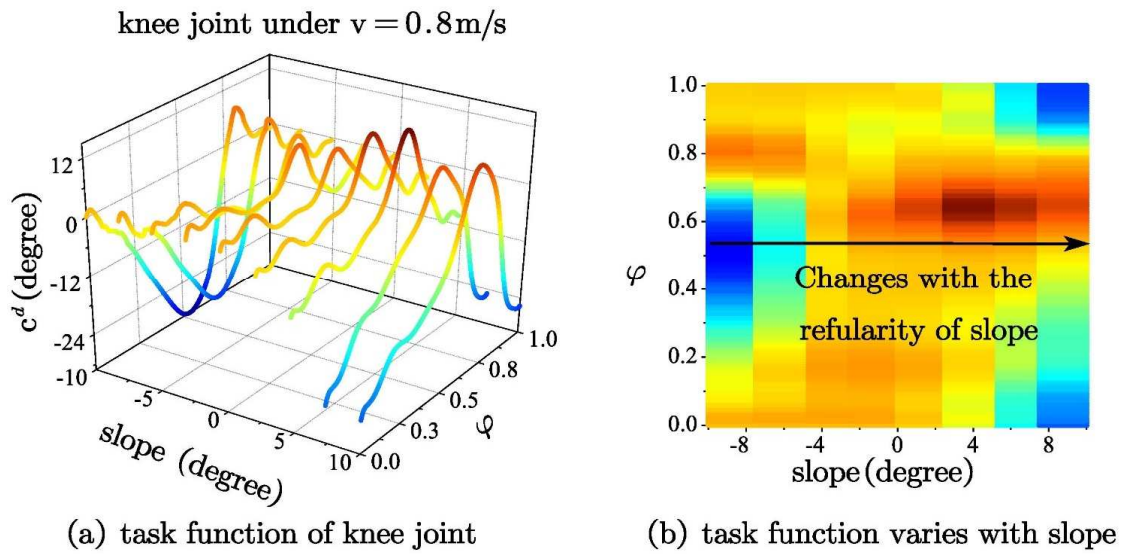 knee joint under v = 0.8 m/s
12
0
-12
-24
-10
c^d (degree)
-5
0
5
10
slope (degree)
0.0
0.3
0.5
0.8
1.0
φ
(a) task function of knee joint
1.0
0.8
0.6
0.4
0.2
0.0
φ
Changes with the
refularity of slope
-8
-4
0
4
8
slope (degree)
(b) task function varies with slope